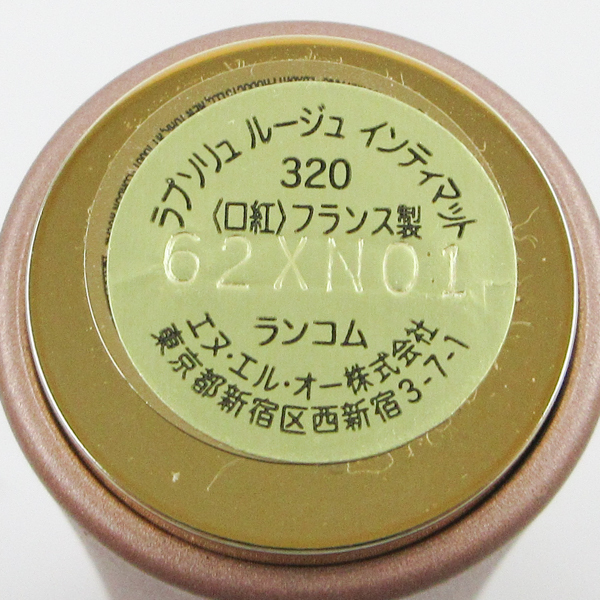 ラプソリュ ルージュ インティマット
320
〈口紅〉フランス製
62XN01
ランコム
エヌ・エル・オー株式会社
東京都新宿区西新宿3-7-1